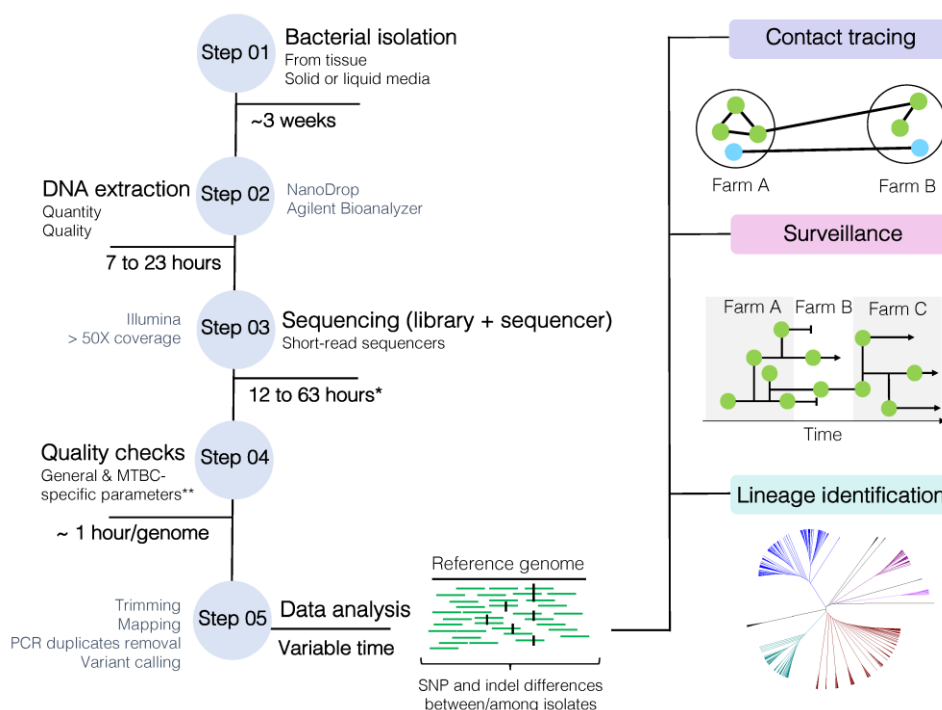 Step 01
Bacterial isolation
From tissue
Solid or liquid media
~3 weeks
DNA extraction
Quantity
Quality
Step 02
NanoDrop
Agilent Bioanalyzer
7 to 23 hours
Illumina
> 50X coverage
Step 03
Sequencing (library + sequencer)
Short-read sequencers
12 to 63 hours*
Quality checks
General & MTBC-
specific parameters**
Step 04
~ 1 hour/genome
Trimming
Mapping
PCR duplicates removal
Variant calling
Step 05
Data analysis
Variable time
Reference genome
SNP and indel differences
between/among isolates
Contact tracing
Farm A
Farm B
Surveillance
Farm A
Farm B
Farm C
Time
Lineage identification